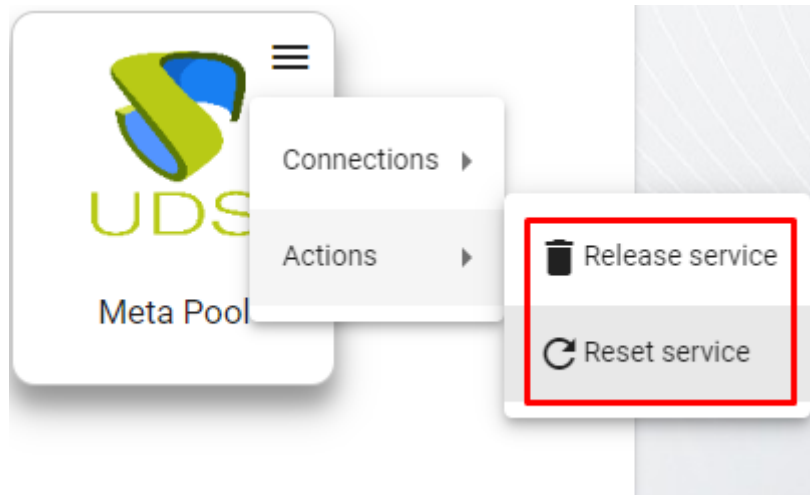 UDS
Meta Pool
Connections
Actions
Release service
Reset service